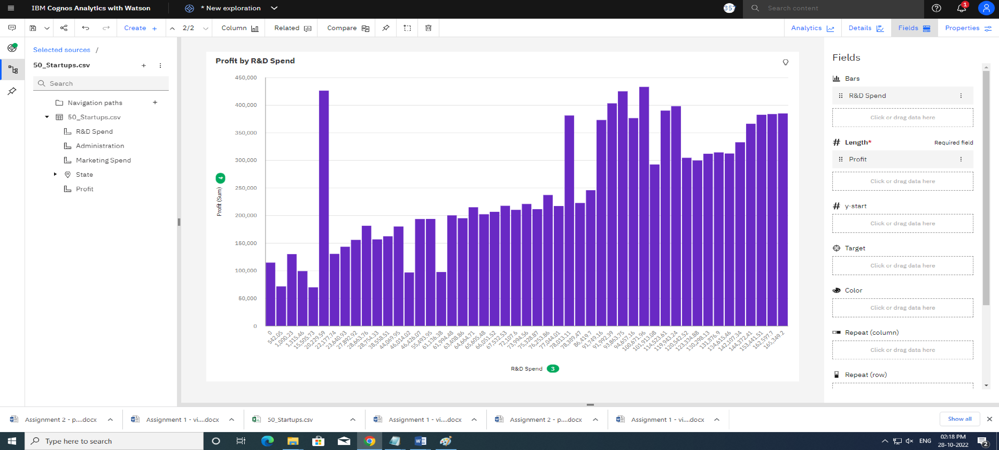 IBM Cognos Analytics with Watson
* New exploration
357
Search content
1
Create +
2/2
Column
Related
Compare
Analytics
Details
Fields
Properties
Selected sources /
50_Startups.csv
Search
Navigation paths
50_Startups.csv
R&D Spend
Administration
Marketing Spend
State
Profit
Profit by R&D Spend
450,000
400,000
350,000
300,000
250,000
200,000
150,000
100,000
50,000
0
Profit (Sum)
4
0
542.05
1,000.23
1,315.46
15,505.73
20,229.59
22,177.74
23,640.93
27,892.92
28,663.76
28,754.33
38,558.51
44,069.95
46,014.02
46,426.07
55,493.95
61,136.38
61,994.48
63,408.86
64,664.71
65,605.48
66,051.52
67,532.53
72,107.6
73,994.56
75,328.87
76,253.86
77,044.01
78,013.11
78,389.47
86,419.7
91,749.16
91,992.39
93,863.75
94,657.16
100,671.96
101,913.08
114,523.61
119,943.24
120,542.52
123,334.88
130,298.13
131,876.9
134,615.46
142,107.34
144,372.41
153,441.51
162,597.7
165,349.2
R&D Spend 3
Fields
Bars
R&D Spend
Click or drag data here
# Length* Required field
Profit
Click or drag data here
# y-start
Click or drag data here
Target
Click or drag data here
Color
Click or drag data here
Repeat (column)
Click or drag data here
Repeat (row)
Assignment 2 - p....docx
Assignment 1 - vi....docx
50_Startups.csv
Assignment 1 - vi....docx
Assignment 2 - p....docx
Assignment 1 - vi....docx
Show all
Type here to search
ENG
02:18 PM
28-10-2022
2